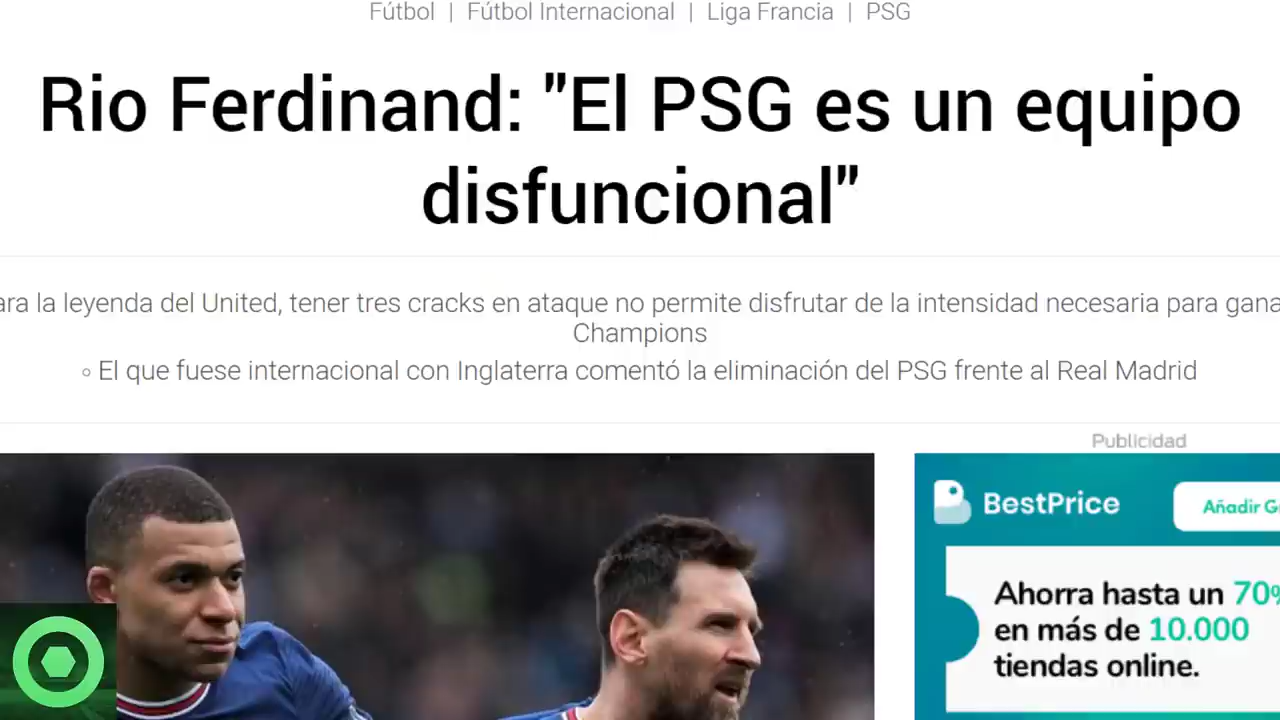 Fútbol | Fútbol Internacional | Liga Francia | PSG
Rio Ferdinand: "El PSG es un equipo
disfuncional"
la leyenda del United, tener tres cracks en ataque no permite disfrutar de la intensidad necesaria para
Champions
El que fuese internacional con Inglaterra comentó la eliminación del PSG frente al Real Madrid
Publicidad
BestPrice
Añadir
Ahorra hasta un 70%
en más de 10.000
tiendas online.